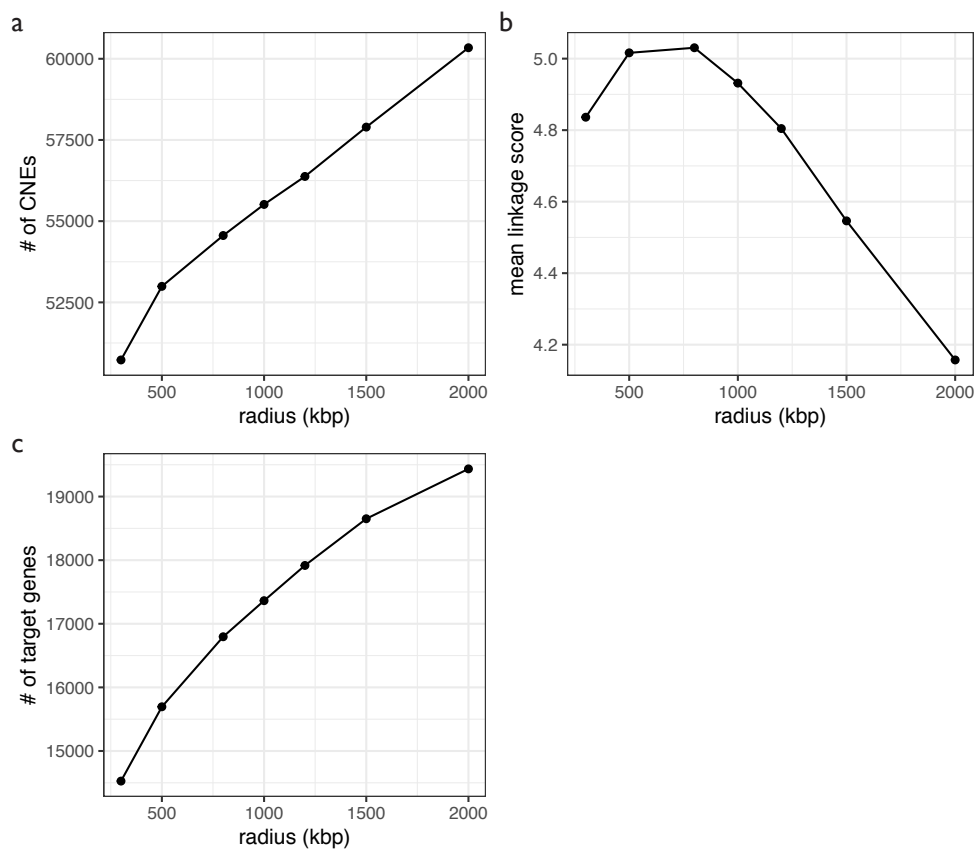 a
60000
57500
55000
52500
# of CNEs
500 1000 1500 2000
radius (kbp)
b
5.0
4.8
4.6
4.4
4.2
mean linkage score
500 1000 1500 2000
radius (kbp)
c
19000
18000
17000
16000
15000
# of target genes
500 1000 1500 2000
radius (kbp)